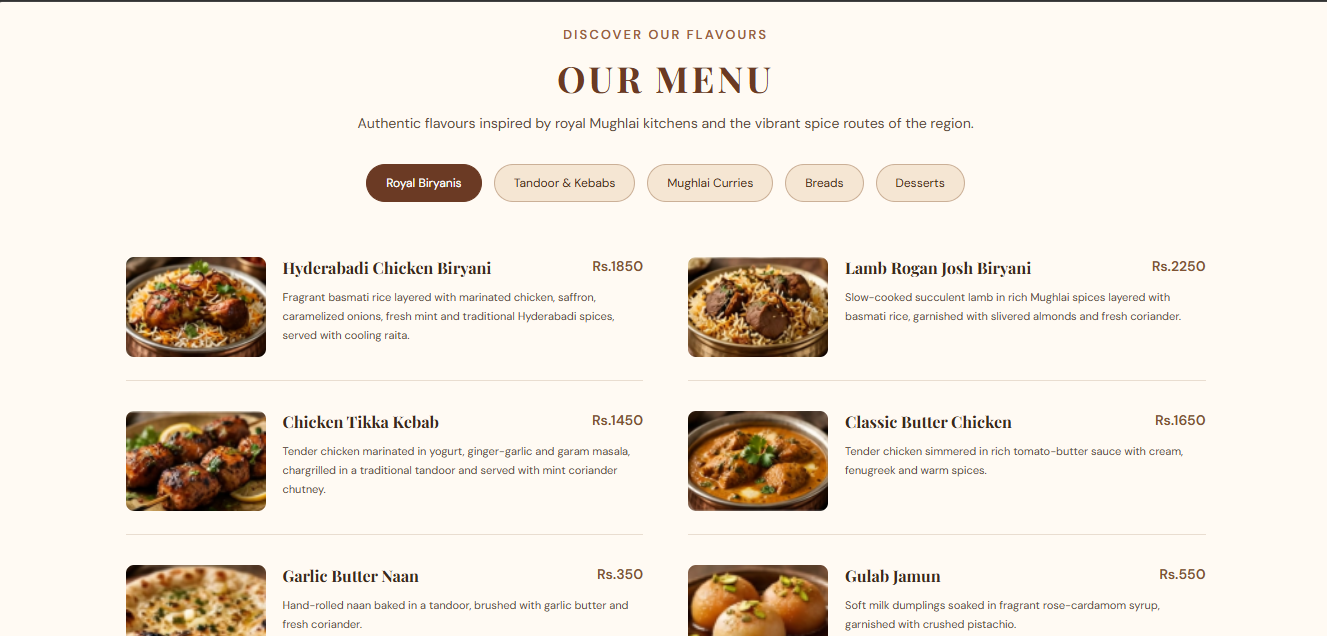 DISCOVER OUR FLAVOURS
OUR MENU
Authentic flavours inspired by royal Mughlai kitchens and the vibrant spice routes of the region.
Royal Biryanis
Tandoor & Kebabs
Mughlai Curries
Breads
Desserts
Hyderabadi Chicken Biryani
Rs.1850
Fragrant basmati rice layered with marinated chicken, saffron,
caramelized onions, fresh mint and traditional Hyderabadi spices,
served with cooling raita.
Lamb Rogan Josh Biryani
Rs.2250
Slow-cooked succulent lamb in rich Mughlai spices layered with
basmati rice, garnished with slivered almonds and fresh coriander.
Chicken Tikka Kebab
Rs.1450
Tender chicken marinated in yogurt, ginger-garlic and garam masala,
chargrilled in a traditional tandoor and served with mint coriander
chutney.
Classic Butter Chicken
Rs.1650
Tender chicken simmered in rich tomato-butter sauce with cream,
fenugreek and warm spices.
Garlic Butter Naan
Rs.350
Hand-rolled naan baked in a tandoor, brushed with garlic butter and
fresh coriander.
Gulab Jamun
Rs.550
Soft milk dumplings soaked in fragrant rose-cardamom syrup,
garnished with crushed pistachio.